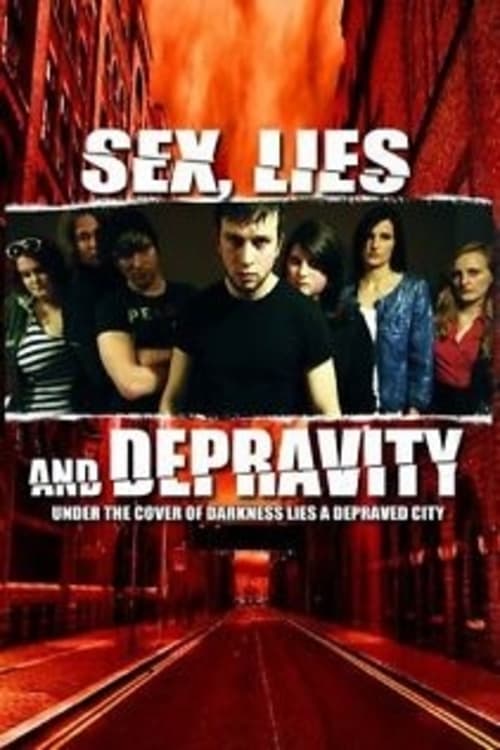 SEX, LIES
AND DEPRAVITY
UNDER THE COVER OF DARKNESS LIES A DEPRAVED CITY